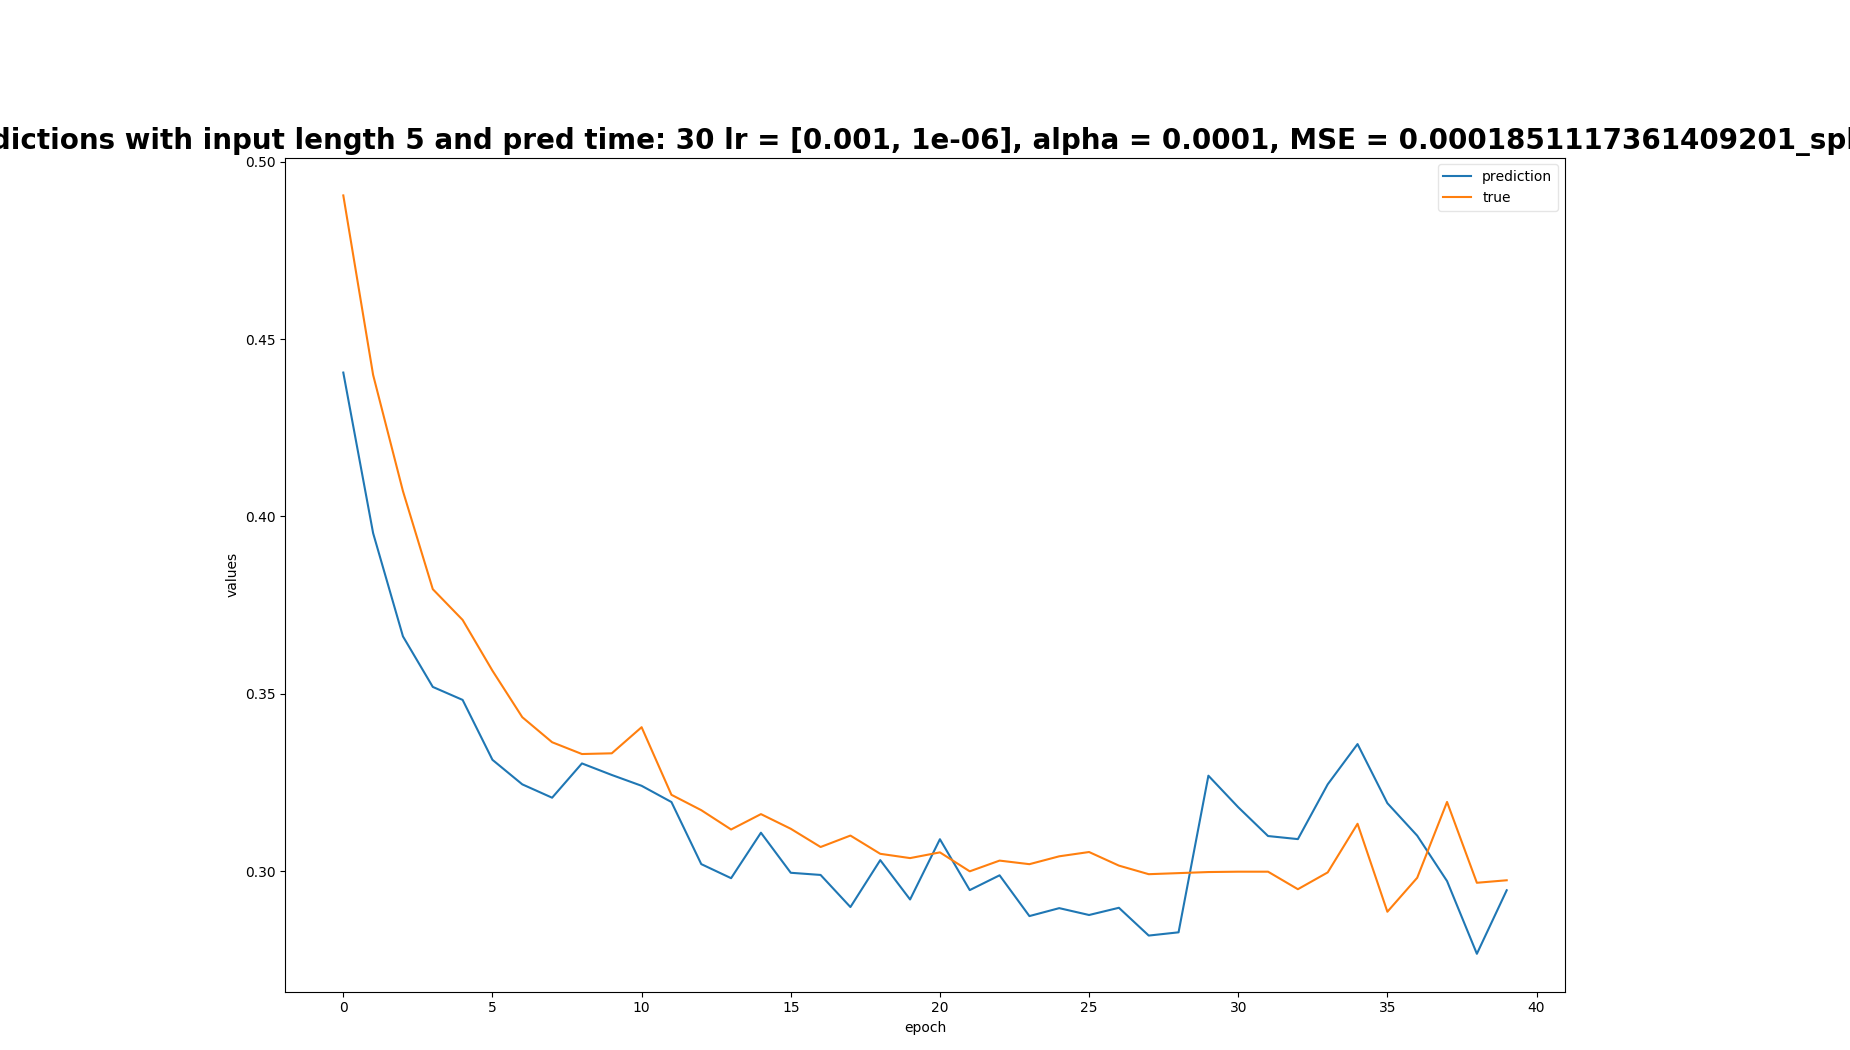 dictions with input length 5 and pred time: 30 lr = [0.001, 1e-06], alpha = 0.0001, MSE = 0.0001851117361409201_spl
prediction
true
0.50
0.45
0.40
0.35
0.30
values
0 5 10 15 20 25 30 35 40
epoch